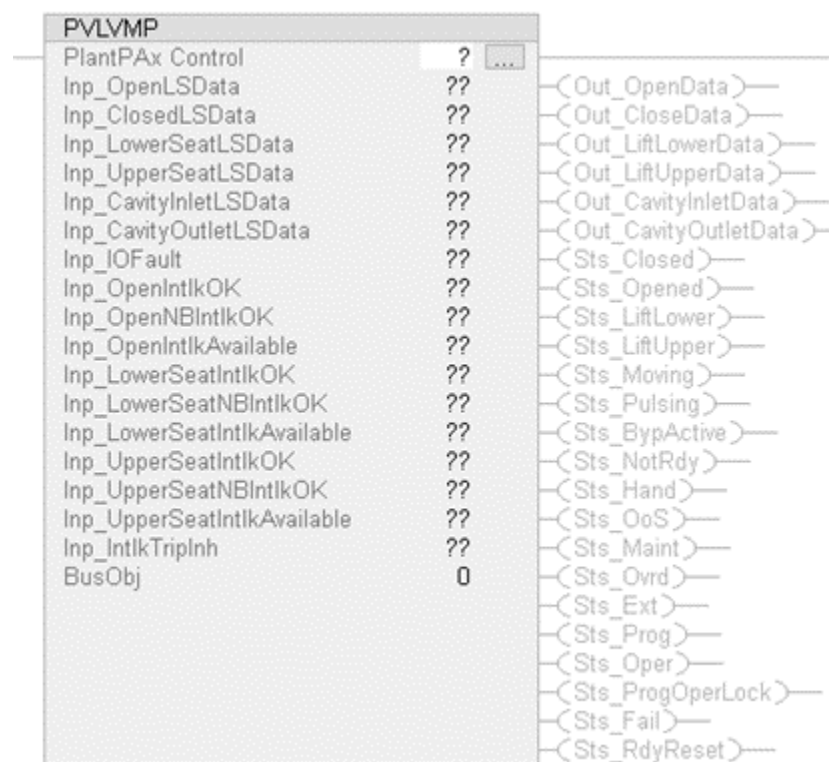 PVLVMP
PlantPAx Control ? ...
Inp_OpenLSData ?? Out_OpenData
Inp_ClosedLSData ?? Out_CloseData
Inp_LowerSeatLSData ?? Out_LiftLowerData
Inp_UpperSeatLSData ?? Out_LiftUpperData
Inp_CavityInletLSData ?? Out_CavityInletData
Inp_CavityOutletLSData ?? Out_CavityOutletData
Inp_IOFault ?? Sts_Closed
Inp_OpenIntlkOK ?? Sts_Opened
Inp_OpenNBIntlkOK ?? Sts_LiftLower
Inp_OpenIntlkAvailable ?? Sts_LiftUpper
Inp_LowerSeatIntlkOK ?? Sts_Moving
Inp_LowerSeatNBIntlkOK ?? Sts_Pulsing
Inp_LowerSeatIntlkAvailable ?? Sts_BypActive
Inp_UpperSeatIntlkOK ?? Sts_NotRdy
Inp_UpperSeatNBIntlkOK ?? Sts_Hand
Inp_UpperSeatIntlkAvailable ?? Sts_OoS
Inp_IntlkTripInh ?? Sts_Maint
BusObj 0 Sts_Ovrd
Sts_Ext
Sts_Prog
Sts_Oper
Sts_ProgOperLock
Sts_Fail
Sts_RdyReset